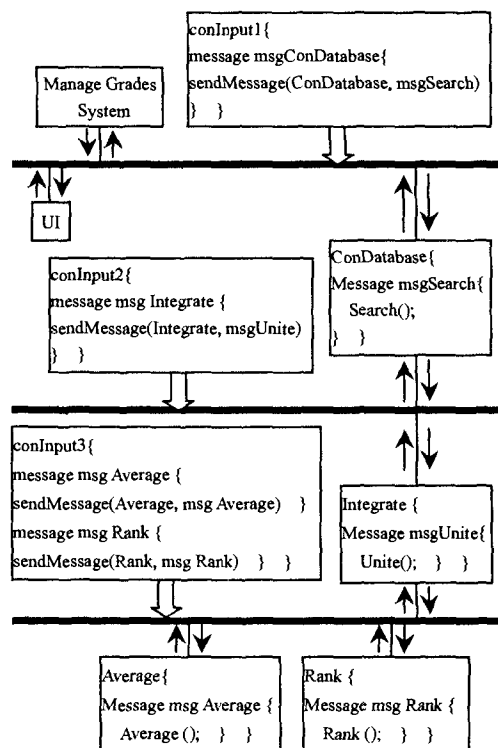 conInput1{
message msgConDatabase{
sendMessage(ConDatabase, msgSearch)
} }
Manage Grades
System
UI
ConDatabase{
Message msgSearch{
Search();
} }
conInput2{
message msg Integrate {
sendMessage(Integrate, msgUnite)
} }
conInput3{
message msg Average {
sendMessage(Average, msg Average) }
message msg Rank {
sendMessage(Rank, msg Rank) } }
Integrate {
Message msgUnite{
Unite(); } }
Average{
Message msg Average {
Average (); } }
Rank {
Message msg Rank {
Rank (); } }